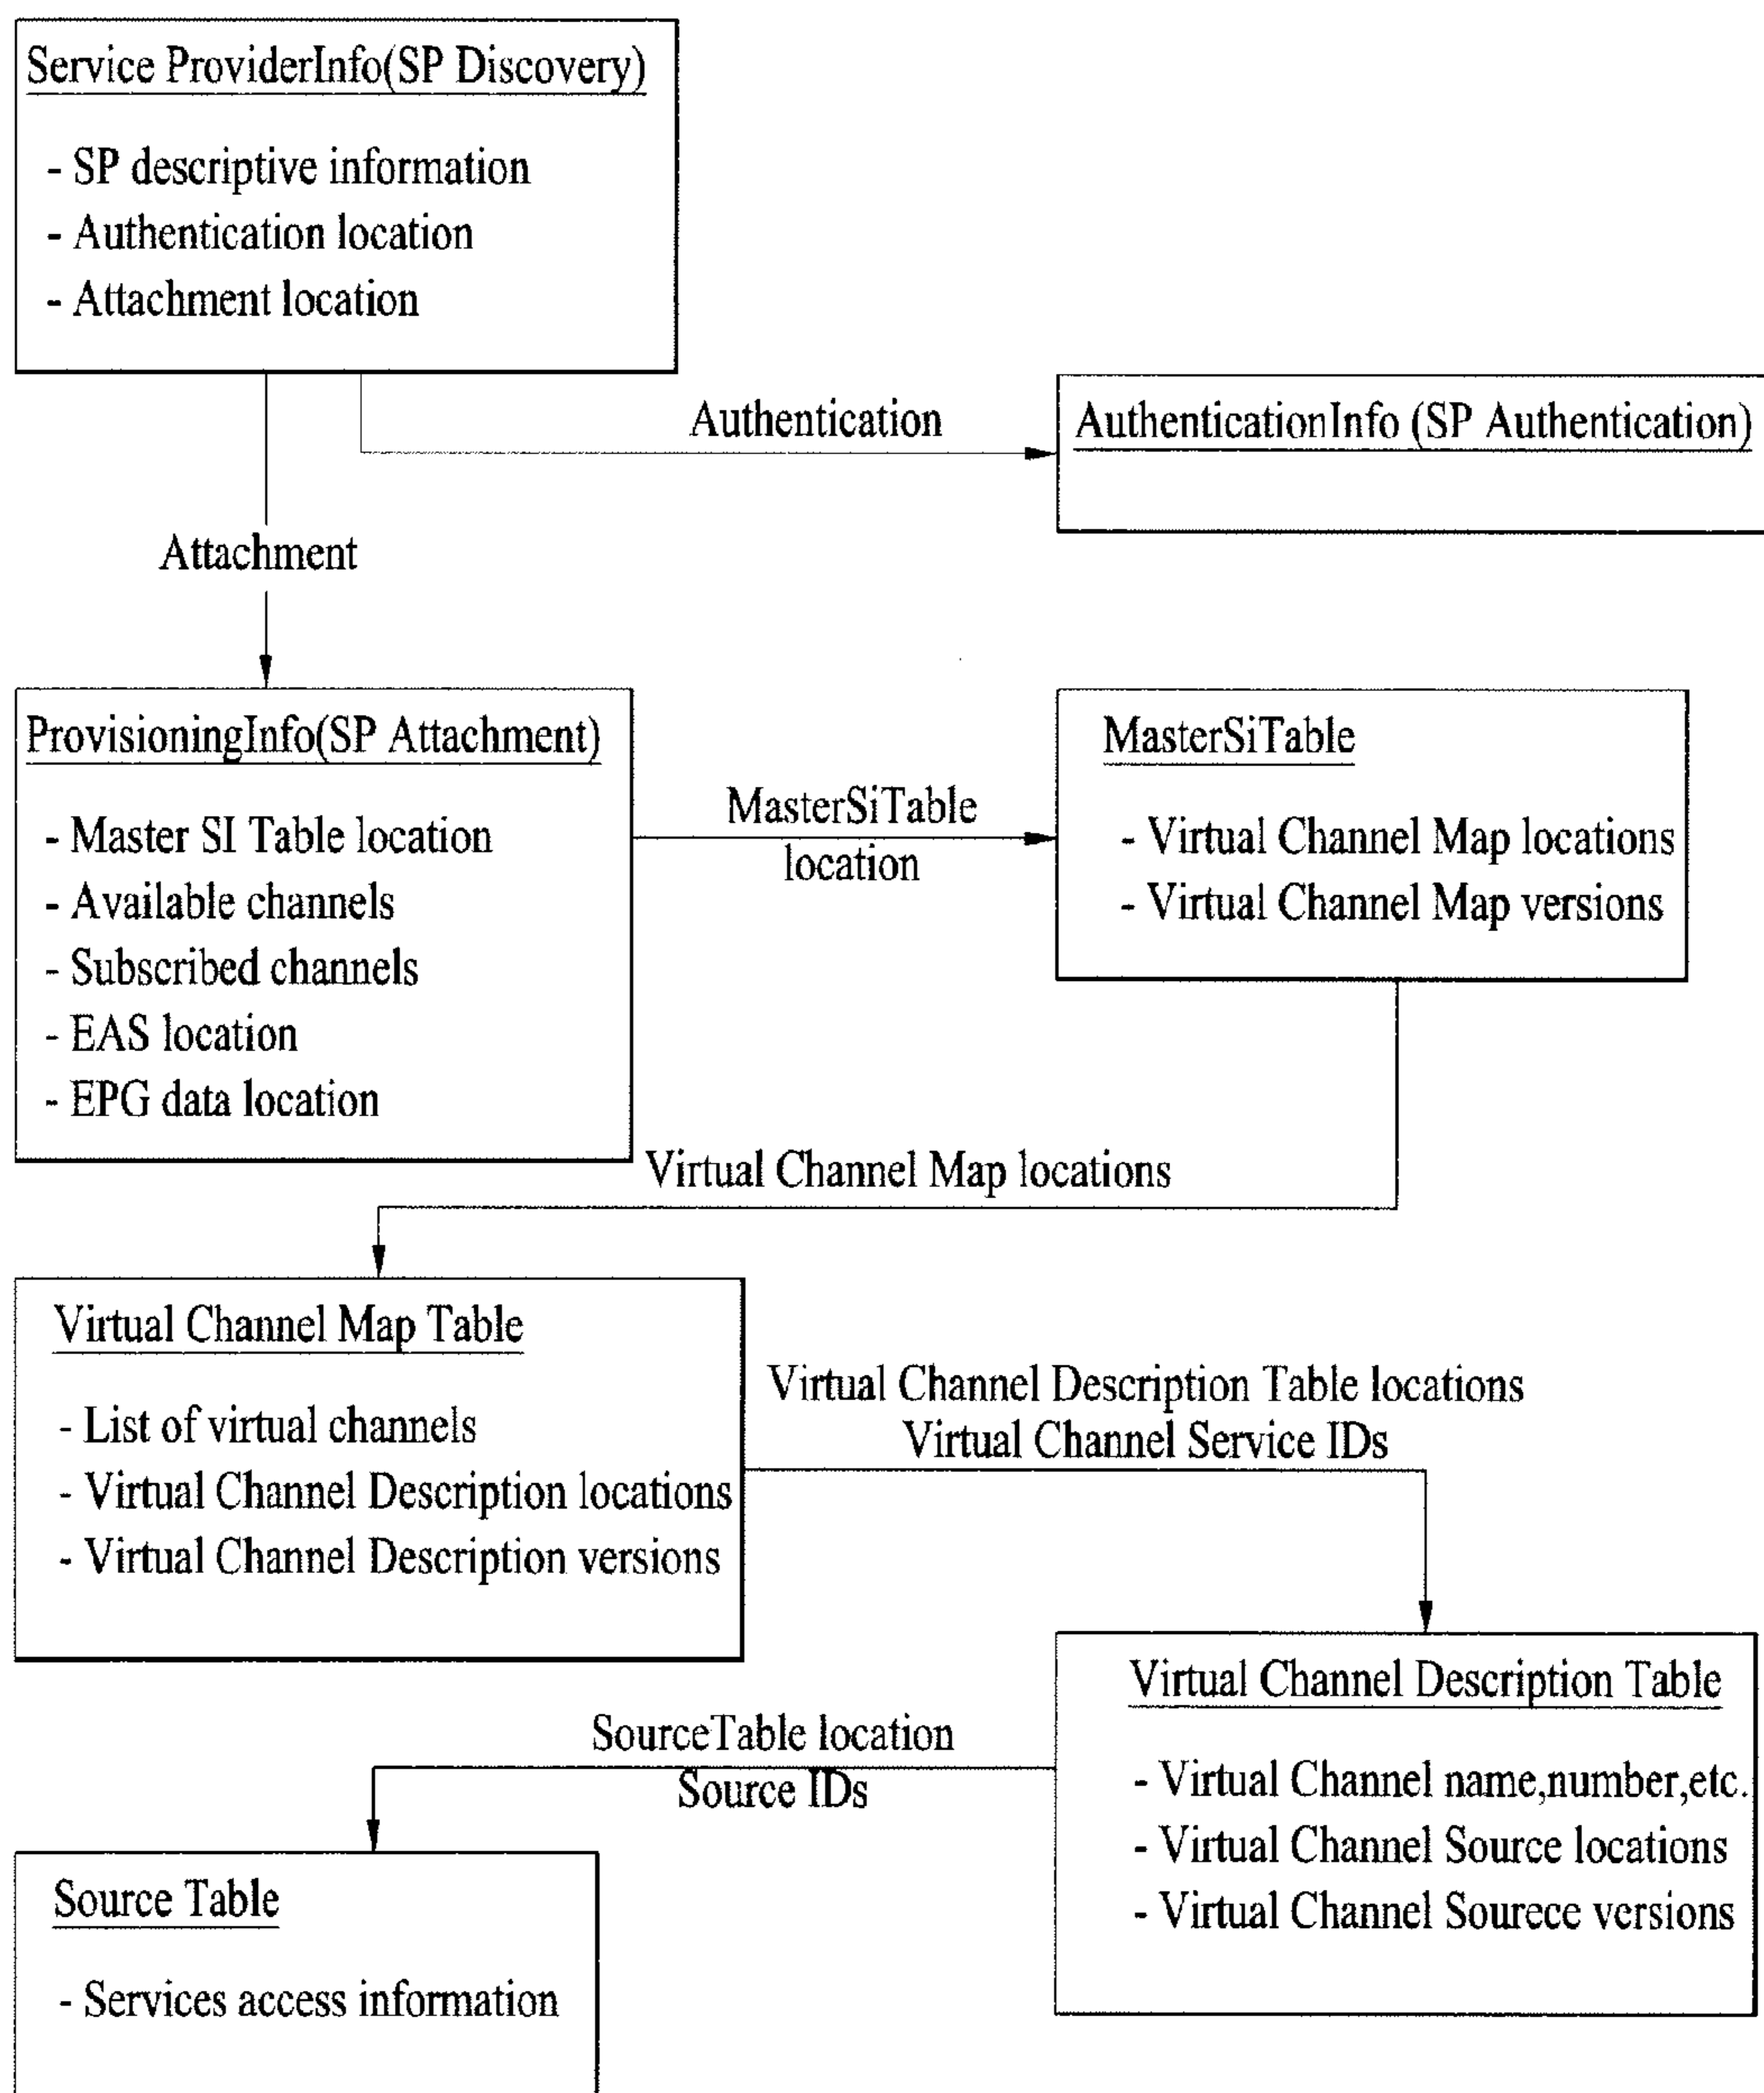 Service ProviderInfo(SP Discovery)
- SP descriptive information
- Authentication location
- Attachment location
Authentication
AuthenticationInfo (SP Authentication)
Attachment
ProvisioningInfo(SP Attachment)
- Master SI Table location
- Available channels
- Subscribed channels
- EAS location
- EPG data location
MasterSiTable
location
MasterSiTable
- Virtual Channel Map locations
- Virtual Channel Map versions
Virtual Channel Map locations
Virtual Channel Map Table
- List of virtual channels
- Virtual Channel Description locations
- Virtual Channel Description versions
Virtual Channel Description Table locations
Virtual Channel Service IDs
Virtual Channel Description Table
- Virtual Channel name,number,etc.
- Virtual Channel Source locations
- Virtual Channel Sourece versions
SourceTable location
Source IDs
Source Table
- Services access information